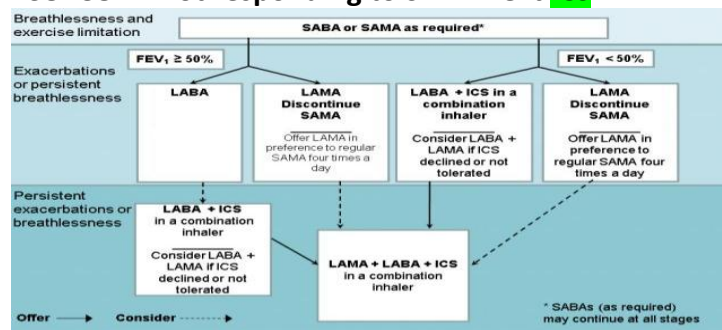 corresponding to
Breathlessness and
exercise limitation
SABA or SAMA as required*
FEV₁ ≥ 50%
FEV₁ < 50%
Exacerbations
or persistent
breathlessness
LABA
LAMA
Discontinue
SAMA
Offer LAMA in
preference to regular
SAMA four times a
day
LABA + ICS in a
combination
inhaler
Consider LABA +
LAMA if ICS
declined or not
tolerated
LAMA
Discontinue
SAMA
Offer LAMA in
preference to
regular SAMA four
times a day
Persistent
exacerbations or
breathlessness
LABA + ICS
in a combination
inhaler
Consider LABA +
LAMA if ICS
declined or not
tolerated
LAMA + LABA + ICS
in a combination
inhaler
Offer
Consider
* SABAs (as required)
may continue at all stages